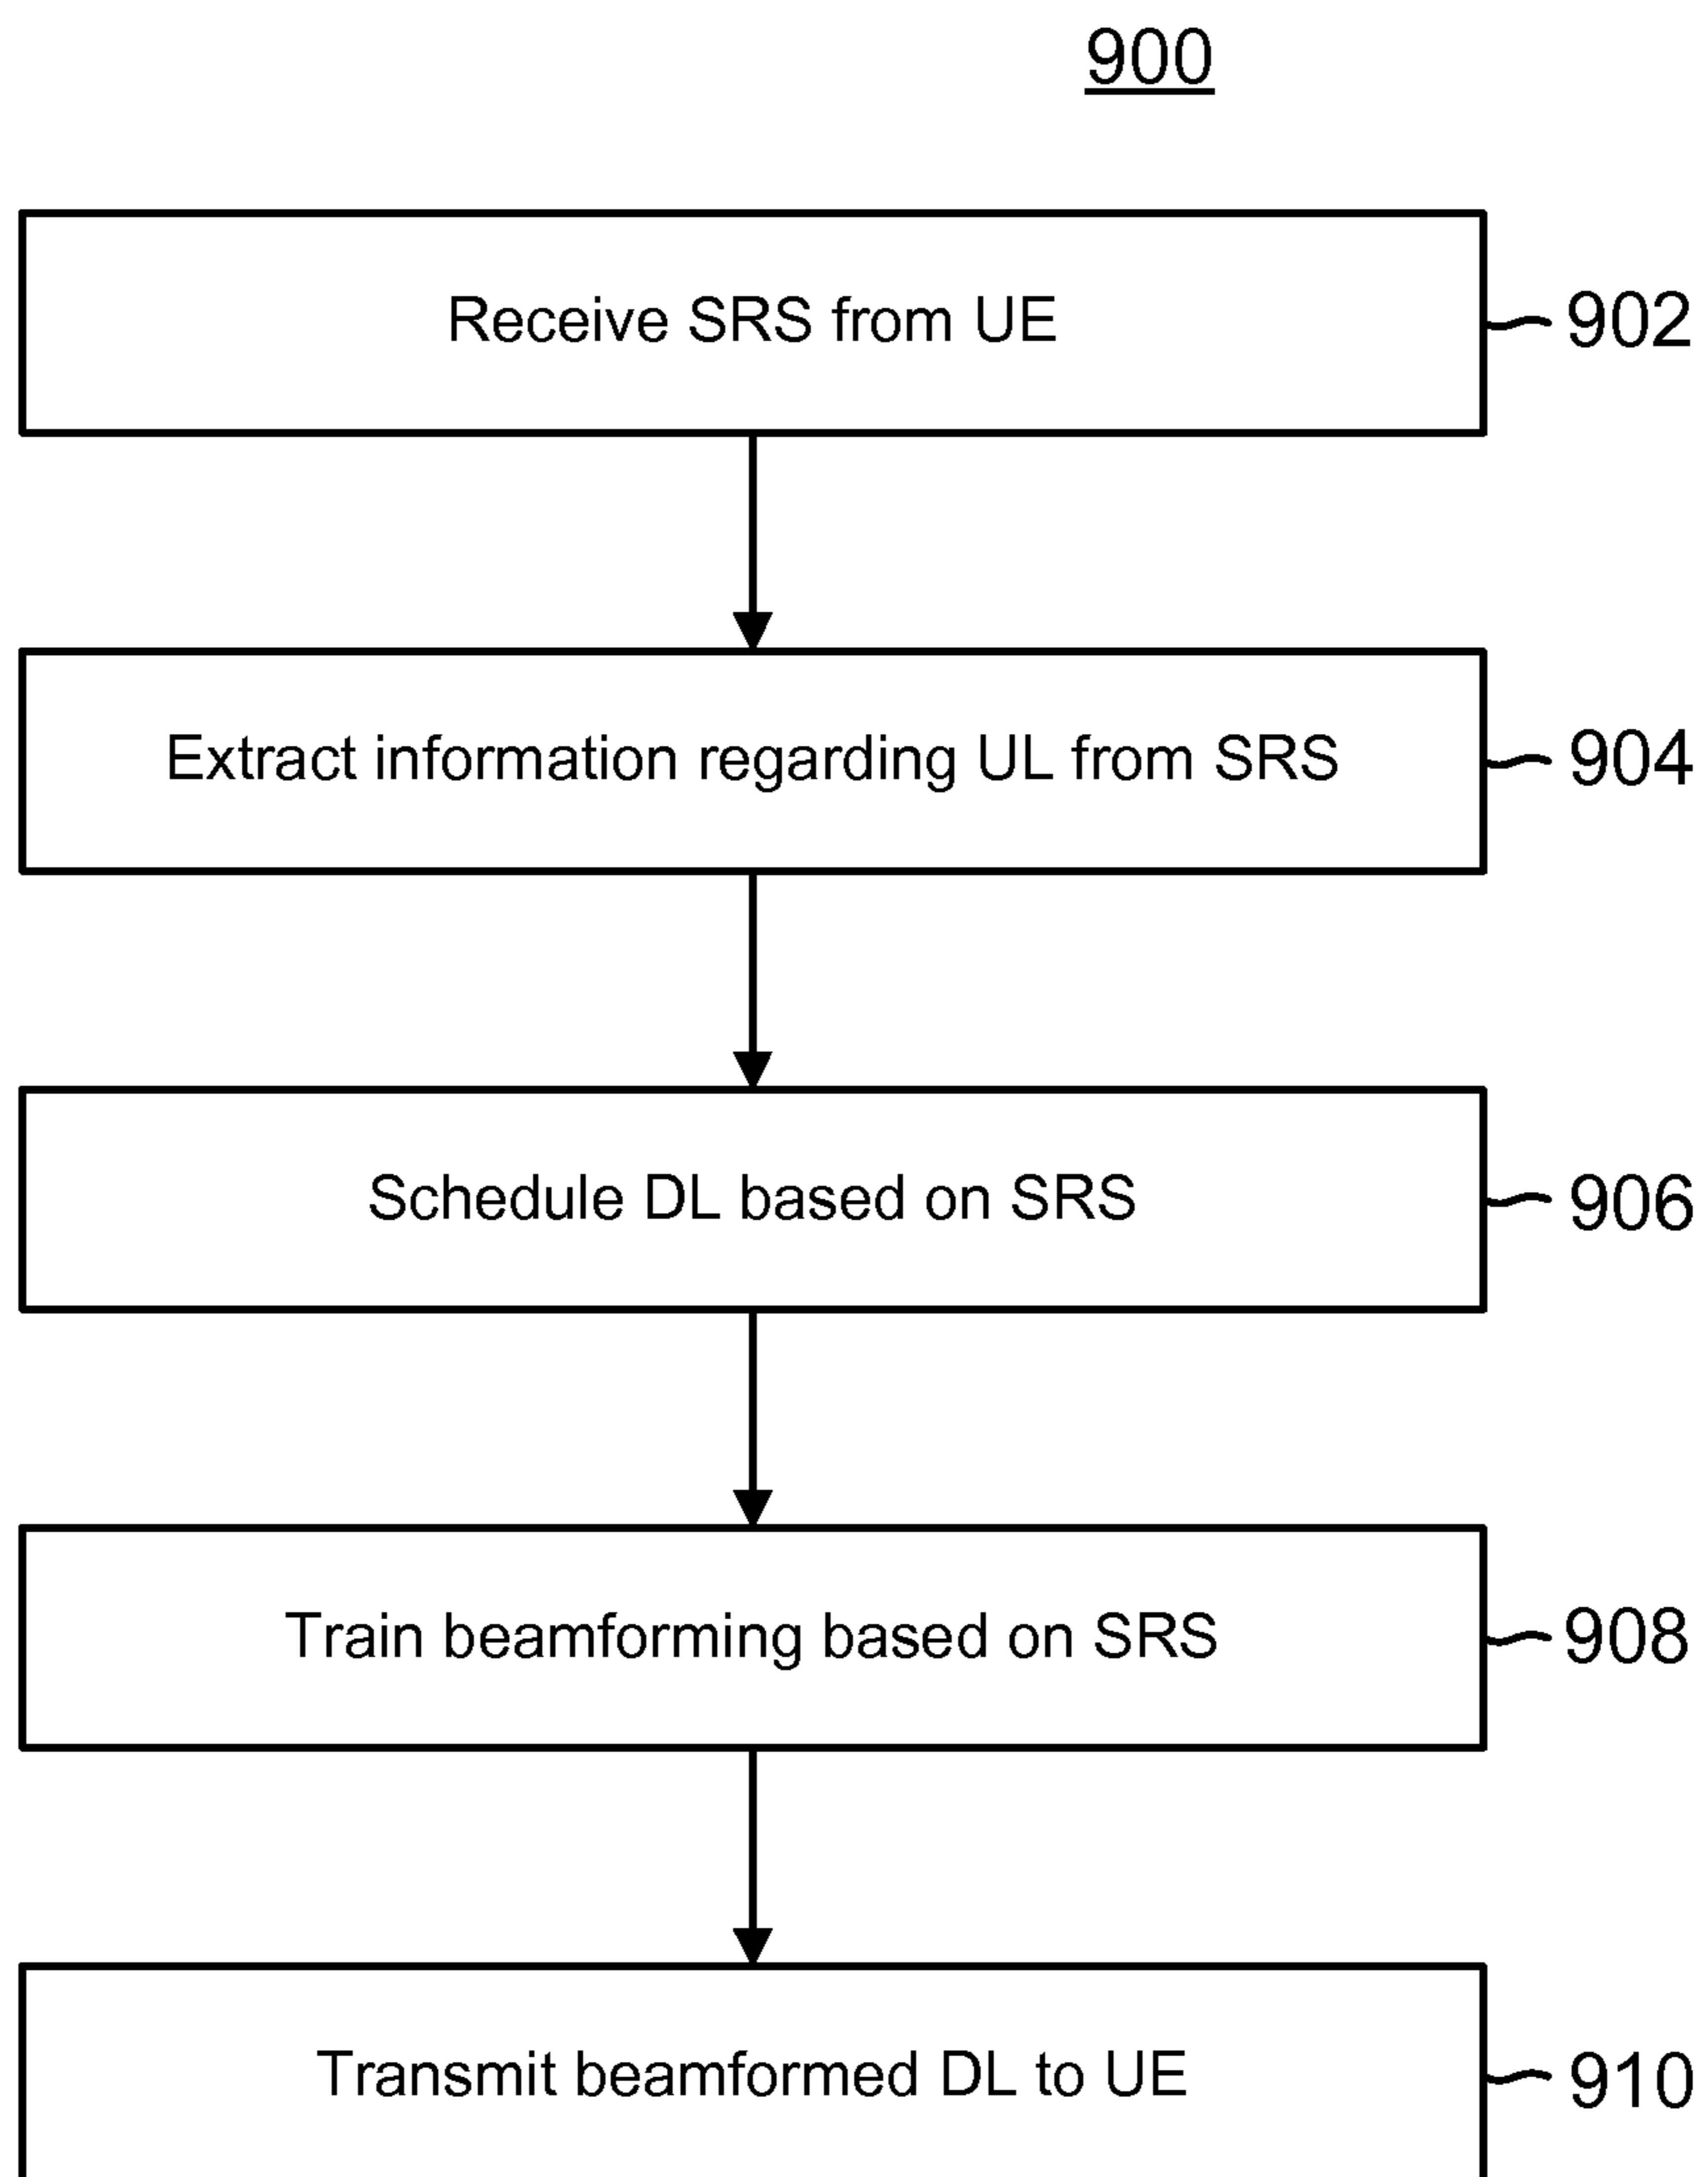 900
Receive SRS from UE
902
Extract information regarding UL from SRS
904
Schedule DL based on SRS
906
Train beamforming based on SRS
908
Transmit beamformed DL to UE
910